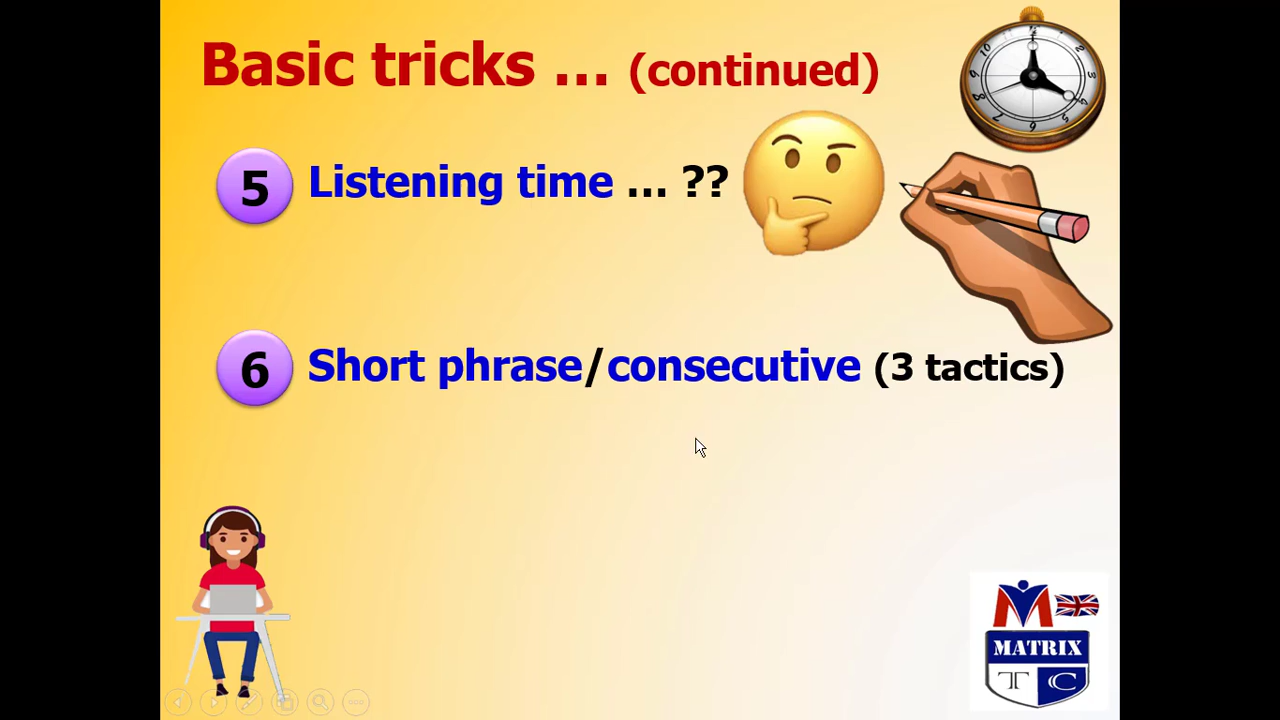 Basic tricks ... (continued)
5 Listening time ... ??
6 Short phrase/consecutive (3 tactics)
MATRIX
T C